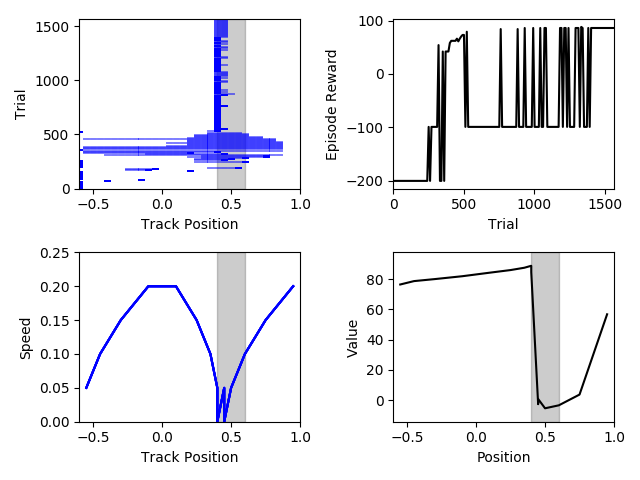 1500
1000
500
0
Trial
−0.5 0.0 0.5 1.0
Track Position
100
0
−100
−200
Episode Reward
0 500 1000 1500
Trial
0.25
0.20
0.15
0.10
0.05
0.00
Speed
−0.5 0.0 0.5 1.0
Track Position
80
60
40
20
0
Value
−0.5 0.0 0.5 1.0
Position